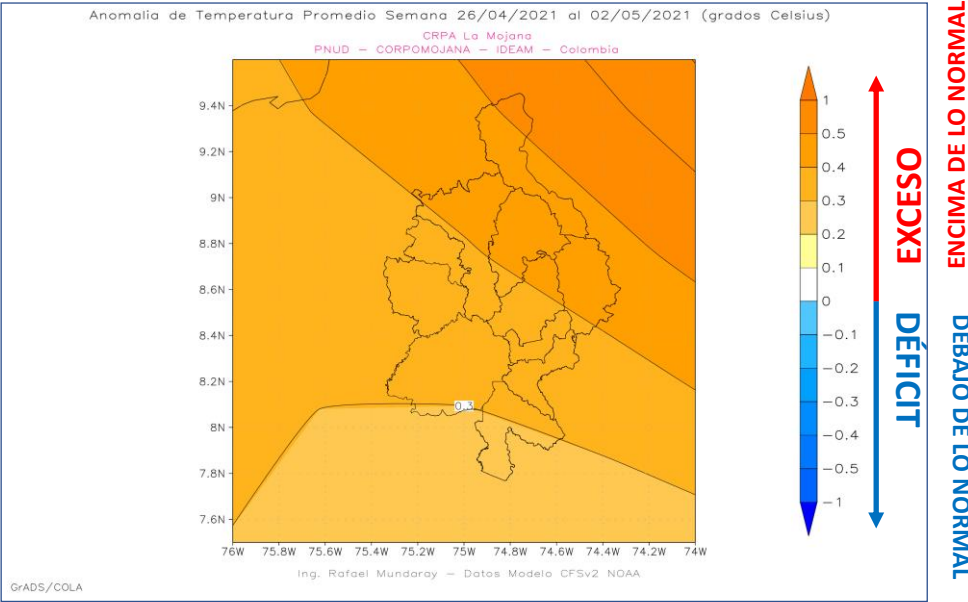 Anomalia de Temperatura Promedio Semana 26/04/2021 al 02/05/2021 (grados Celsius)
CRPA La Mojana
PNUD – CORPOMOJANA – IDEAM – Colombia
9.4N
9.2N
9N
8.8N
8.6N
8.4N
8.2N
8N
7.8N
7.6N
0.3
76W 75.8W 75.6W 75.4W 75.2W 75W 74.8W 74.6W 74.4W 74.2W 74W
Ing. Rafael Mundaray – Datos Modelo CFSv2 NOAA
GrADS/COLA
1
0.5
0.4
0.3
0.2
0.1
0
−0.1
−0.2
−0.3
−0.4
−0.5
−1
EXCESO
DÉFICIT
ENCIMA DE LO NORMAL
DEBAJO DE LO NORMAL